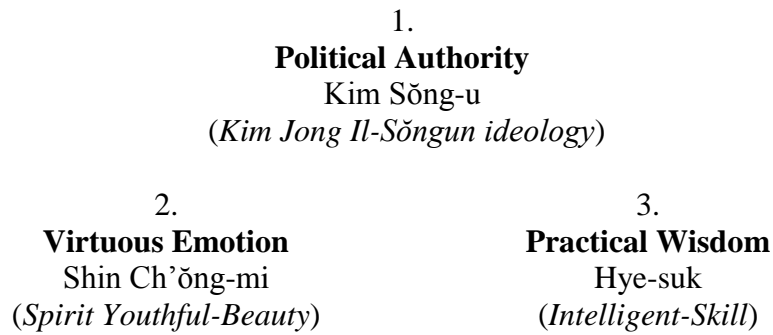 1.
Political Authority
Kim Sŏng-u
(Kim Jong Il-Sŏngun ideology)
2.
Virtuous Emotion
Shin Ch’ŏng-mi
(Spirit Youthful-Beauty)
3.
Practical Wisdom
Hye-suk
(Intelligent-Skill)